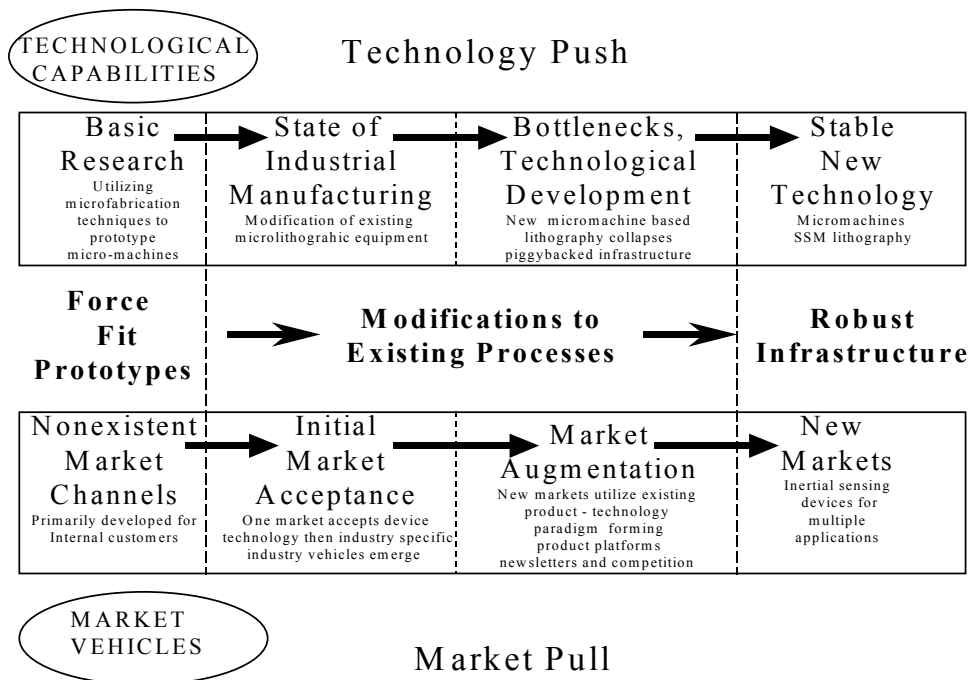 TECHNOLOGICAL
CAPABILITIES
Technology Push
Basic
Research
Utilizing
microfabrication
techniques to
prototype
micro-machines
State of
Industrial
Manufacturing
Modification of existing
microlithograhic equipment
Bottlenecks,
Technological
Development
New micromachine based
lithography collapses
piggybacked infrastructure
Stable
New
Technology
Micromachines
SSM lithography
Force
Fit
Prototypes
Modifications to
Existing Processes
Robust
Infrastructure
Nonexistent
Market
Channels
Primarily developed for
Internal customers
Initial
Market
Acceptance
One market accepts device
technology then industry specific
industry vehicles emerge
Market
Augmentation
New markets utilize existing
product - technology
paradigm forming
product platforms
newsletters and competition
New
Markets
Inertial sensing
devices for
multiple
applications
MARKET
VEHICLES
Market Pull